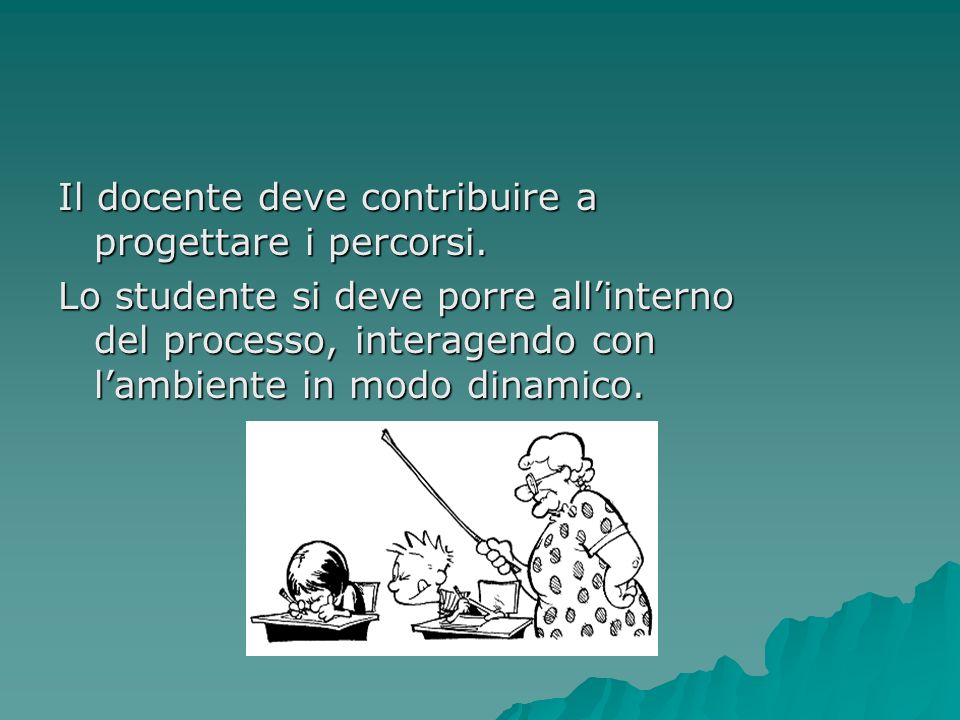 Il docente deve contribuire a
progettare i percorsi.
Lo studente si deve porre all’interno
del processo, interagendo con
l’ambiente in modo dinamico.